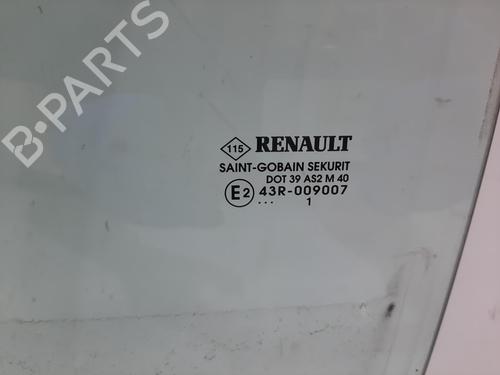 B-PARTS
115 RENAULT
SAINT-GOBAIN SEKURIT
DOT 39 AS2 M 40
E2 43R-009007
... 1